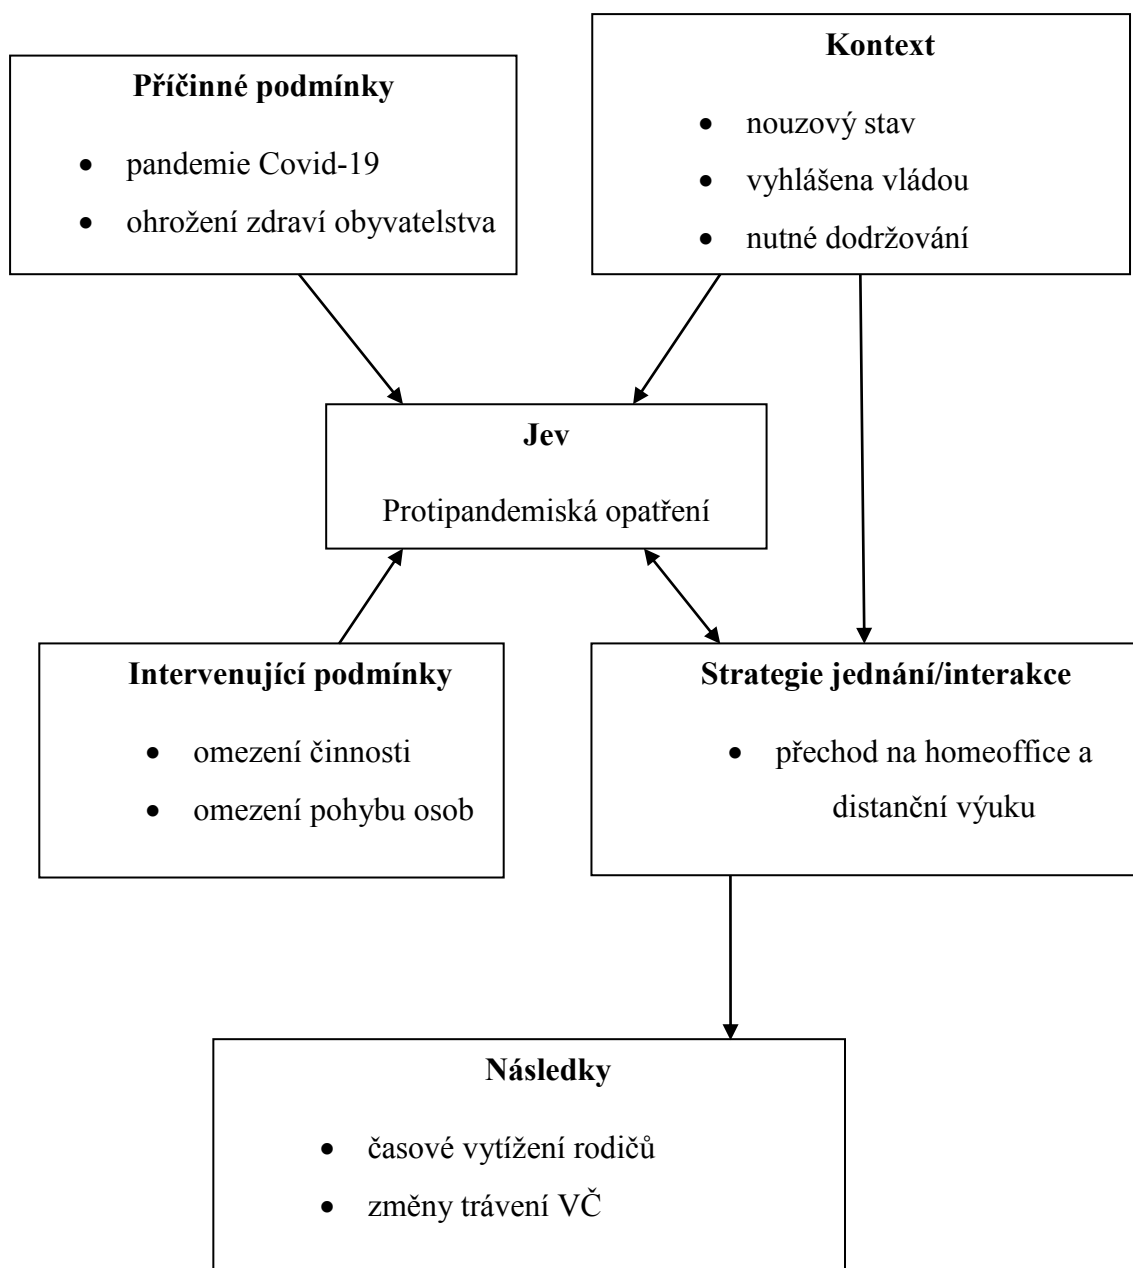 Příčinné podmínky
• pandemie Covid-19
• ohrožení zdraví obyvatelstva
Kontext
• nouzový stav
• vyhlášena vládou
• nutné dodržování
Jev
Protipandemiská opatření
Intervenující podmínky
• omezení činnosti
• omezení pohybu osob
Strategie jednání/interakce
• přechod na homeoffice a
distanční výuku
Následky
• časové vytížení rodičů
• změny trávení VČ